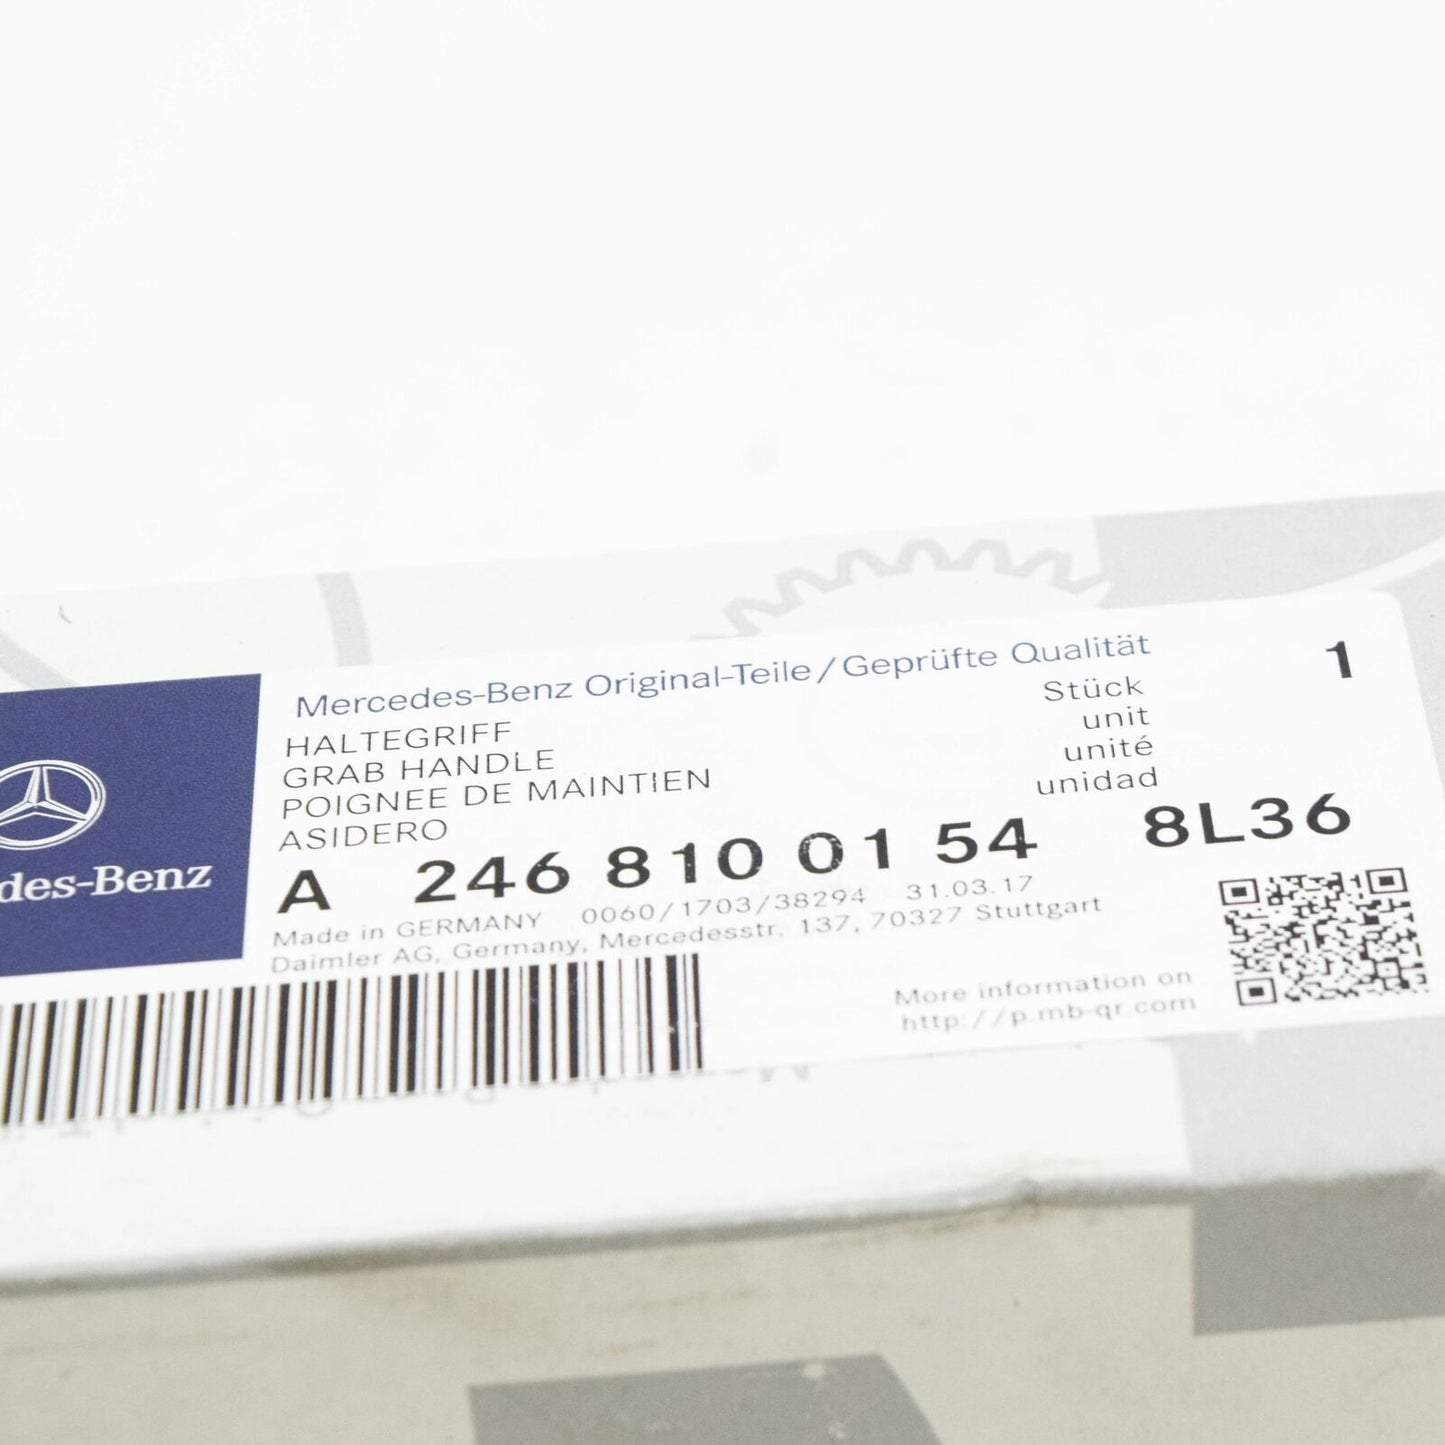 Mercedes-Benz Original-Teile/Geprüfte Qualität
HALTEGRIFF
GRAB HANDLE
POIGNEE DE MAINTIEN
ASIDERO
Stück 1
unit
unité
unidad
A 246 810 01 54 8L36
Made in GERMANY 0060/1703/38294 31.03.17
Daimler AG, Germany, Mercedesstr. 137, 70327 Stuttgart
des-Benz
More information on
http://p.mb-qr.com